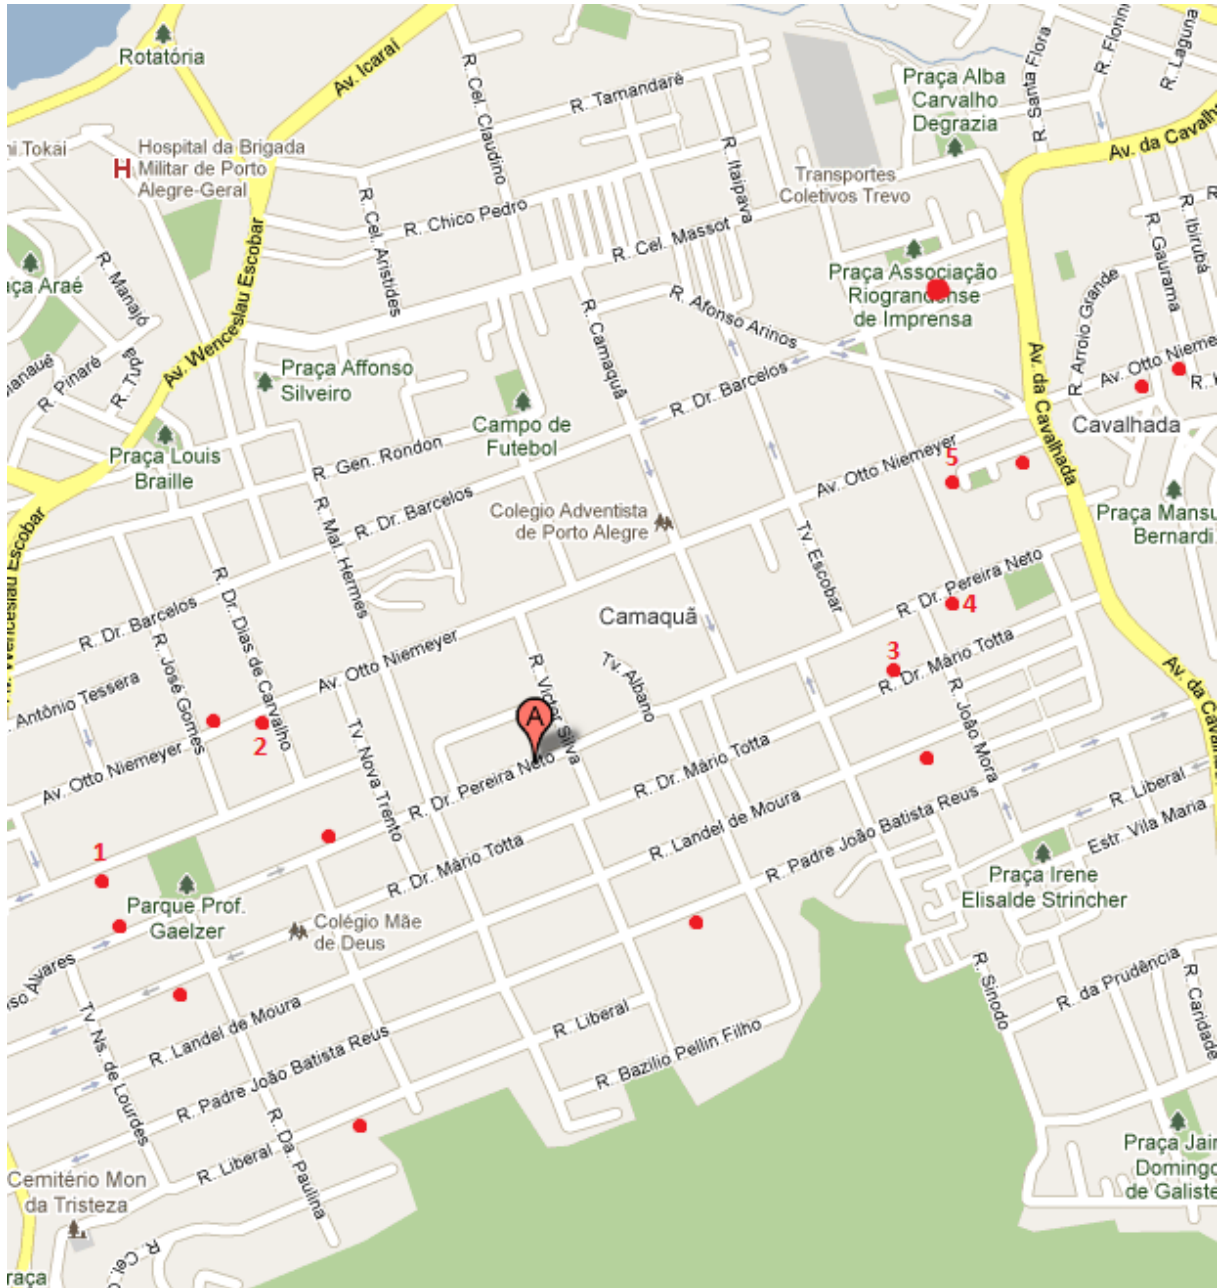 Rotatória
Av. Icaraí
R. Cel. Claudino
R. Tamandaré
Praça Alba
Carvalho
Degrazia
R. Santa Flora
R. Laguna
Av. da Cavalh
ni Tokai
H
Hospital da Brigada
Militar de Porto
Alegre-Geral
R. Itaipava
Transportes
Coletivos Trevo
R. Cel. Aristides
R. Chico Pedro
R. Cel. Massot
R. Ibirubá
R. Gaurama
R. Manajó
aça Araé
Av. Wenceslau Escobar
Praça Associação
Riograndense
de Imprensa
R. Arroio Grande
R. Afonso Arinos
R. Camaquã
Av. da Cavalhada
R. Pinaré
R. Tupa
Praça Affonso
Silveiro
R. Dr. Barcelos
Av. Otto Nieme
Campo de
Futebol
Cavalhada
Praça Louis
Braille
R. Gen. Rondon
Av. Otto Niemeyer
5
R. Dr. Barcelos
Colegio Adventista
de Porto Alegre
Praça Mansu
Bernardi
R. Mal. Hermes
Tv. Escobar
Av. Wenceslau Escobar
R. Dr. Barcelos
R. Dr. Dias de Carvalho
R. José Gomes
Camaquã
R. Dr. Pereira Neto
4
Av. Otto Niemeyer
3
R. Dr. Mário Totta
R. João Mora
Av. da Cavalh
Antônio Tessera
Tv. Albano
R. Victor Silva
A
2
Tv. Nova Trento
Av. Otto Niemeyer
R. Dr. Pereira Neto
R. Dr. Mário Totta
R. Landel de Moura
R. Padre João Batista Reus
R. Liberal
Estr. Vila Maria
1
R. Dr. Mário Totta
Praça Irene
Elisalde Strincher
Parque Prof.
Gaelzer
Colégio Mãe
de Deus
nso Alvares
R. Sinodo
R. da Prudência
R. Caridade
Tv. Ns. de Lourdes
R. Landel de Moura
R. Liberal
R. Padre João Batista Reus
R. Bazílio Pellin Filho
R. Da. Paulina
R. Liberal
Praça Jair
Domingo
de Galiste
Cemitério Mon
da Tristeza
R. Cel.
raça